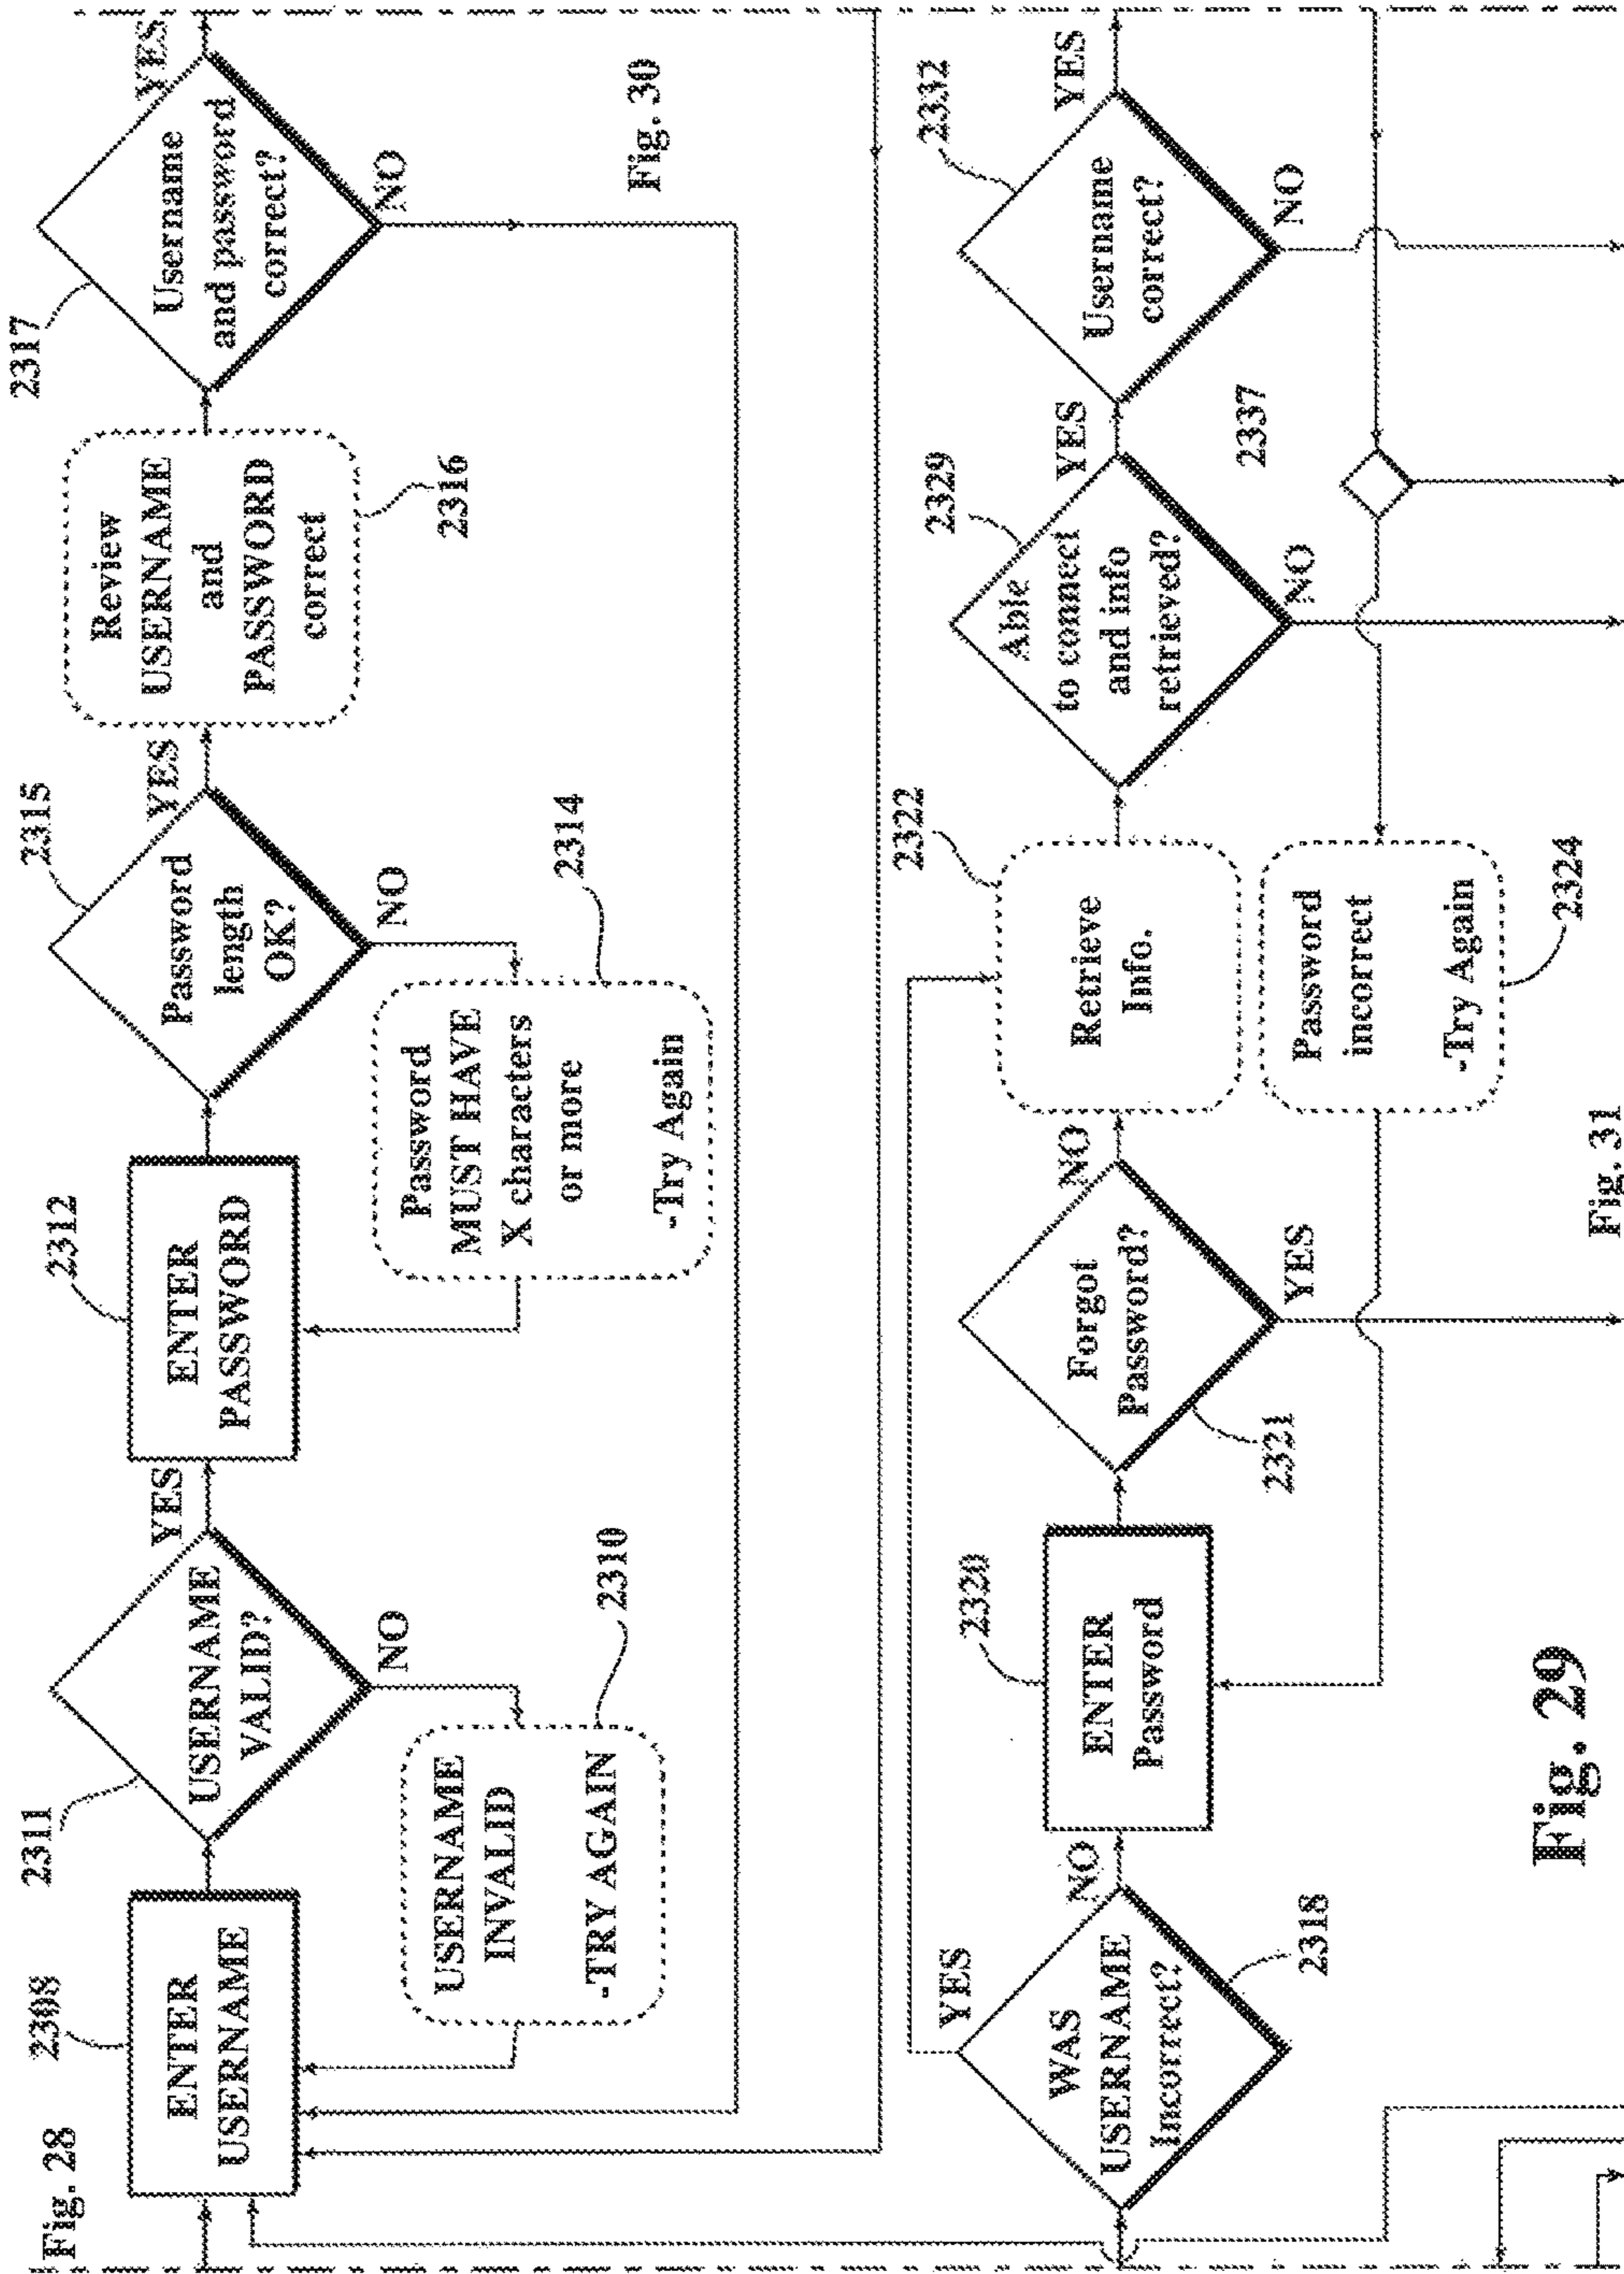 Fig. 28
2308
ENTER
USERNAME
2311
USERNAME
VALID?
YES
NO
USERNAME
INVALID
-TRY AGAIN
2310
2312
ENTER
PASSWORD
2315
Password
length
OK?
YES
NO
Password
MUST HAVE
X characters
or more
-Try Again
2314
Review
USERNAME
and
PASSWORD
correct
2316
2317
Username
and password
correct?
YES
NO
Fig. 30
WAS
USERNAME
Incorrect?
YES
NO
2318
2320
ENTER
Password
Forgot
Password?
2321
NO
YES
2322
Retrieve
Info.
Password
incorrect
-Try Again
2324
2329
Able
to connect
and info
retrieved?
YES
NO
2337
2332
Username
correct?
YES
NO
Fig. 29
Fig. 31